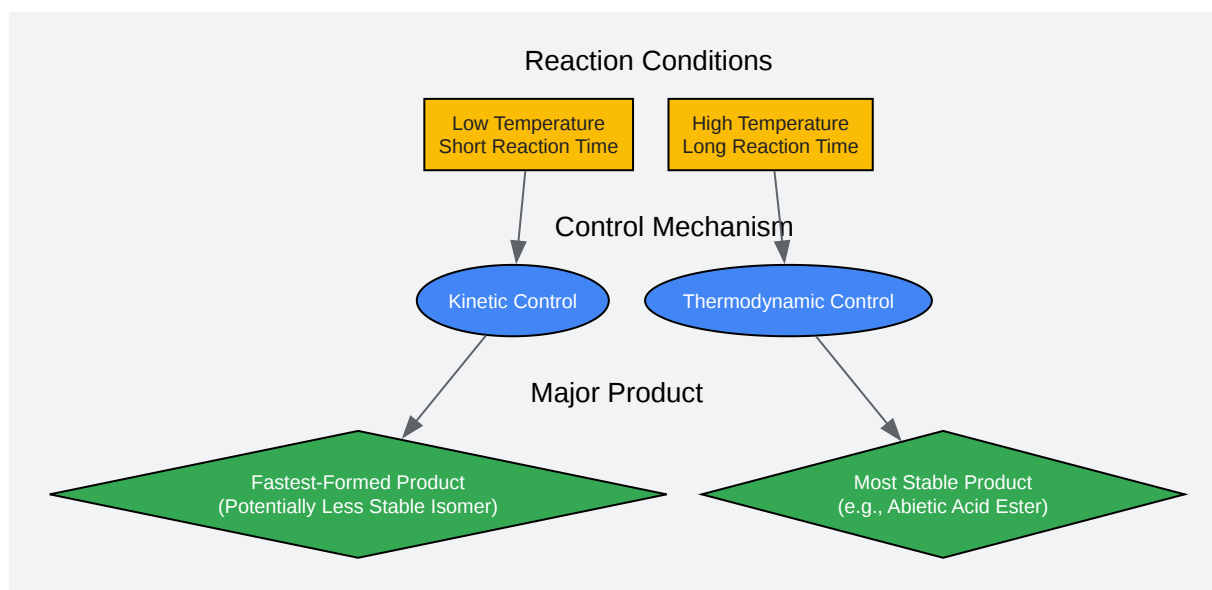 Reaction Conditions
Low Temperature
Short Reaction Time
High Temperature
Long Reaction Time
Control Mechanism
Kinetic Control
Thermodynamic Control
Major Product
Fastest-Formed Product
(Potentially Less Stable Isomer)
Most Stable Product
(e.g., Abietic Acid Ester)